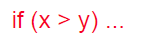 if (x > y) ...